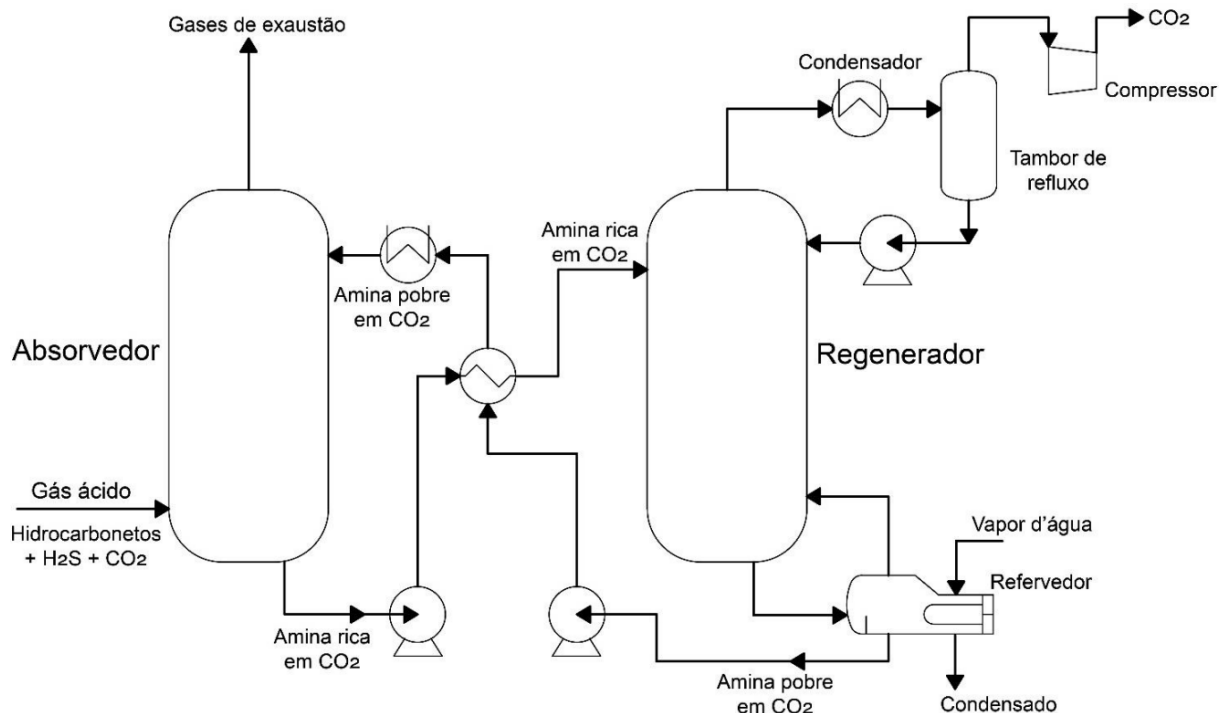 Gases de exaustão
CO2
Condensador
Compressor
Tambor de
refluxo
Amina rica
em CO2
Amina pobre
em CO2
Absorvedor
Regenerador
Gás ácido
Hidrocarbonetos
+ H2S + CO2
Vapor d'água
Refervedor
Amina rica
em CO2
Amina pobre
em CO2
Condensado